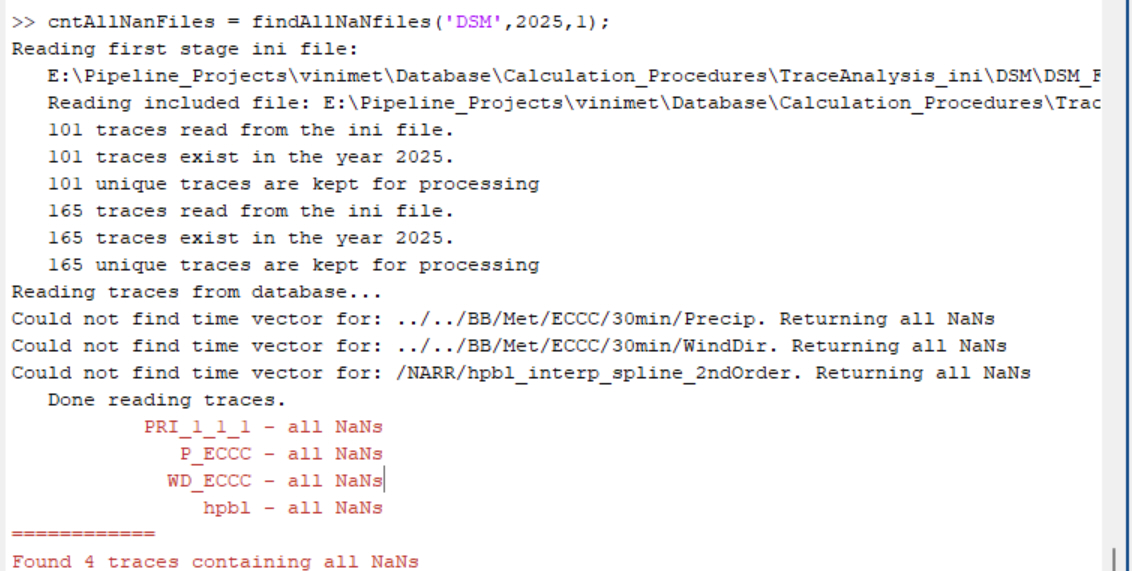 >> cntAllNanFiles = findAllNaNfiles('DSM',2025,1);
Reading first stage ini file:
E:\Pipeline_Projects\vinimet\Database\Calculation_Procedures\TraceAnalysis_ini\DSM\DSM_F
Reading included file: E:\Pipeline_Projects\vinimet\Database\Calculation_Procedures\Trac
101 traces read from the ini file.
101 traces exist in the year 2025.
101 unique traces are kept for processing
165 traces read from the ini file.
165 traces exist in the year 2025.
165 unique traces are kept for processing
Reading traces from database...
Could not find time vector for: ../../BB/Met/ECCC/30min/Precip. Returning all NaNs
Could not find time vector for: ../../BB/Met/ECCC/30min/WindDir. Returning all NaNs
Could not find time vector for: /NARR/hpbl_interp_spline_2ndOrder. Returning all NaNs
Done reading traces.
PRI_1_1_1 - all NaNs
P_ECCC - all NaNs
WD_ECCC - all NaNs
hpbl - all NaNs
============
Found 4 traces containing all NaNs